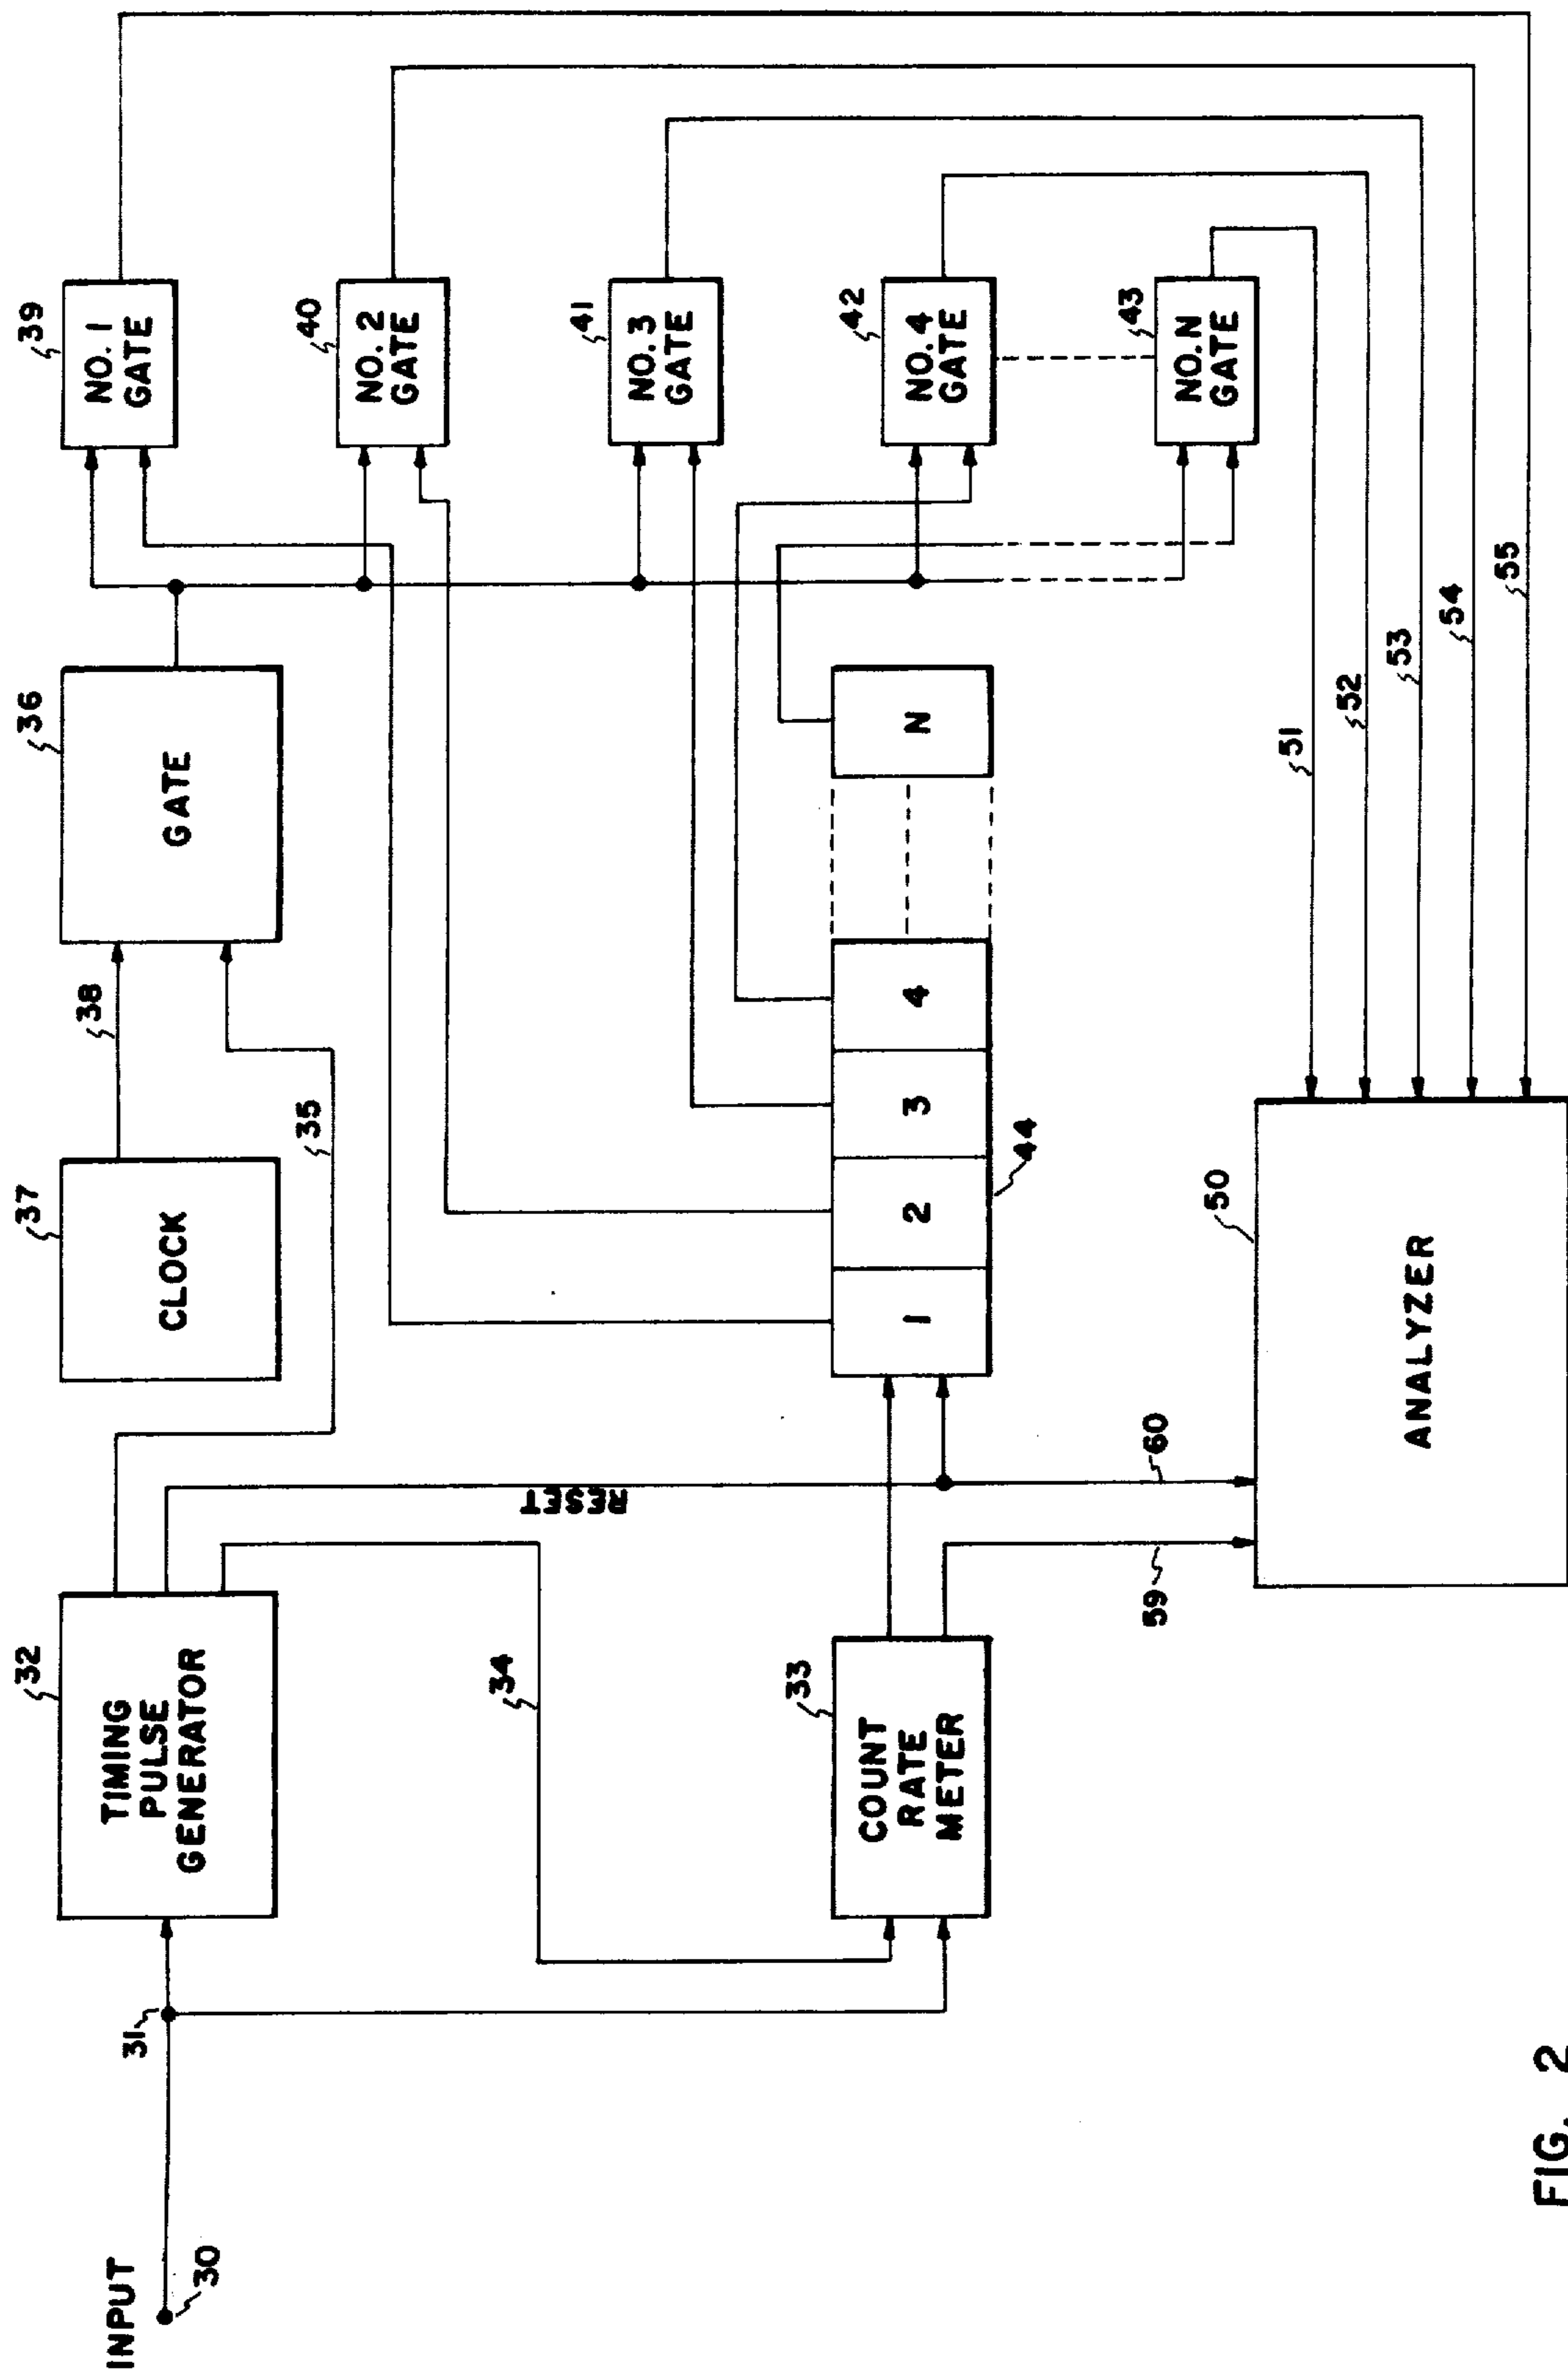 INPUT
30
31
32
TIMING
PULSE
GENERATOR
34
33
COUNT
RATE
METER
RESET
35
37
CLOCK
38
36
GATE
39
NO. 1
GATE
40
NO. 2
GATE
41
NO. 3
GATE
42
NO. 4
GATE
43
NO. N
GATE
1
2
3
4
N
44
59
60
50
ANALYZER
51
52
53
54
55
FIG. 2